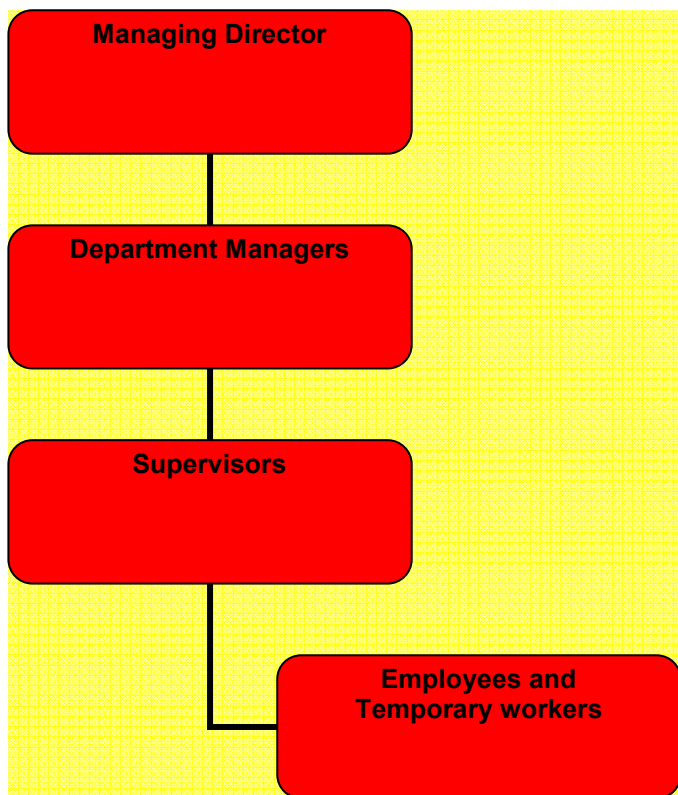 Managing Director
Department Managers
Supervisors
Employees and
Temporary workers